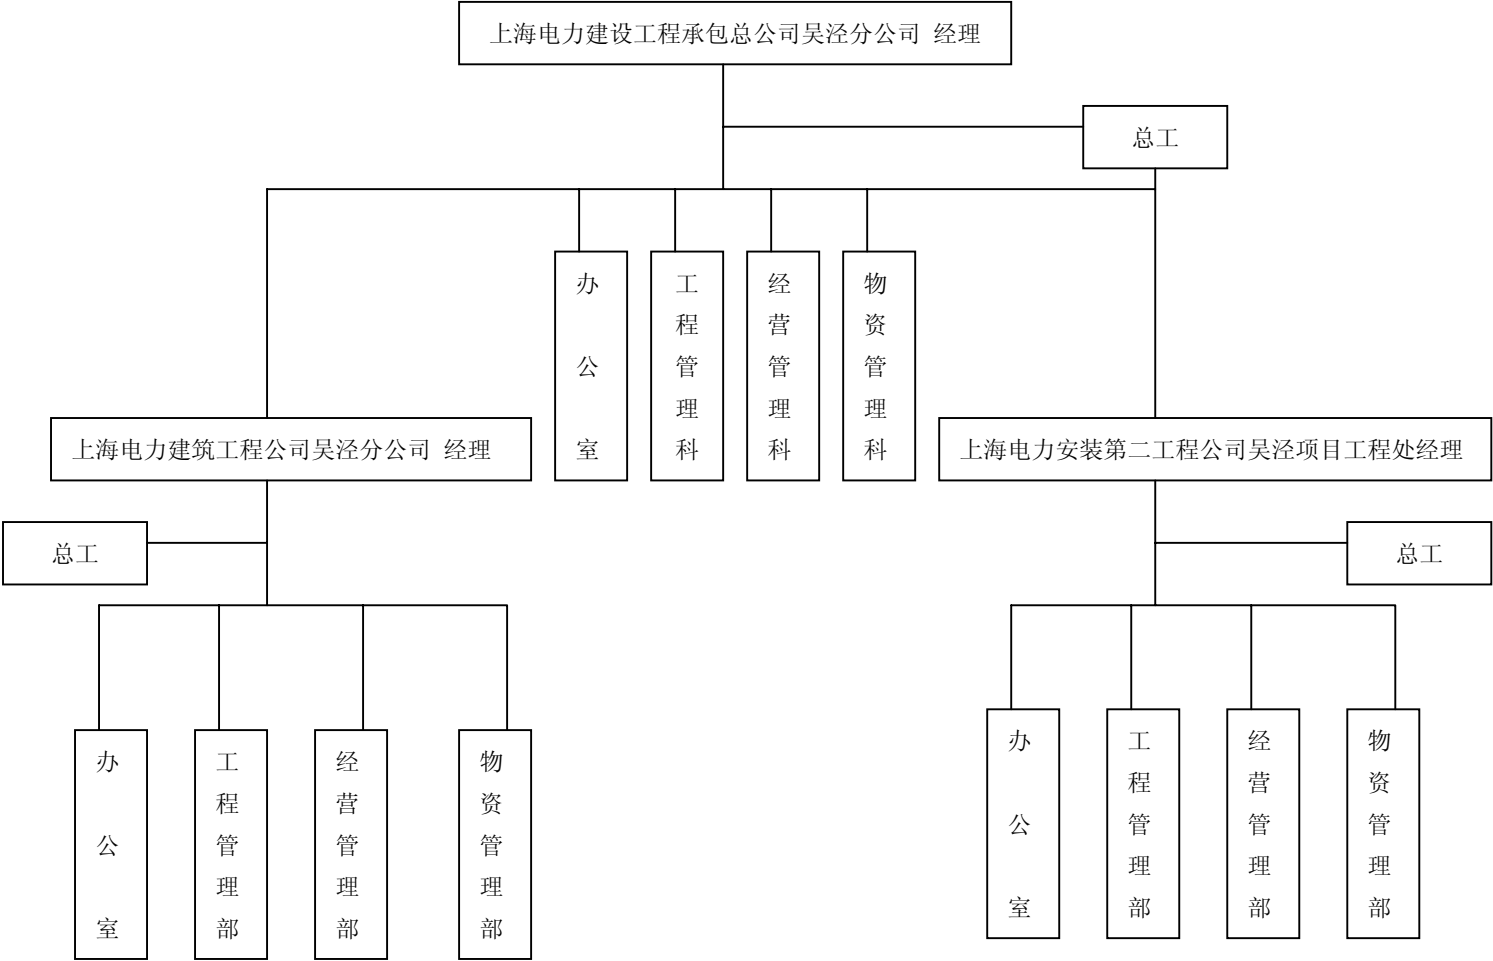 上海电力建设工程承包总公司吴泾分公司 经理
总工
办公室
工程管理科
经营管理科
物资管理科
上海电力建筑工程公司吴泾分公司 经理
上海电力安装第二工程公司吴泾项目工程处经理
总工
总工
办公室
工程管理部
经营管理部
物资管理部
办公室
工程管理部
经营管理部
物资管理部